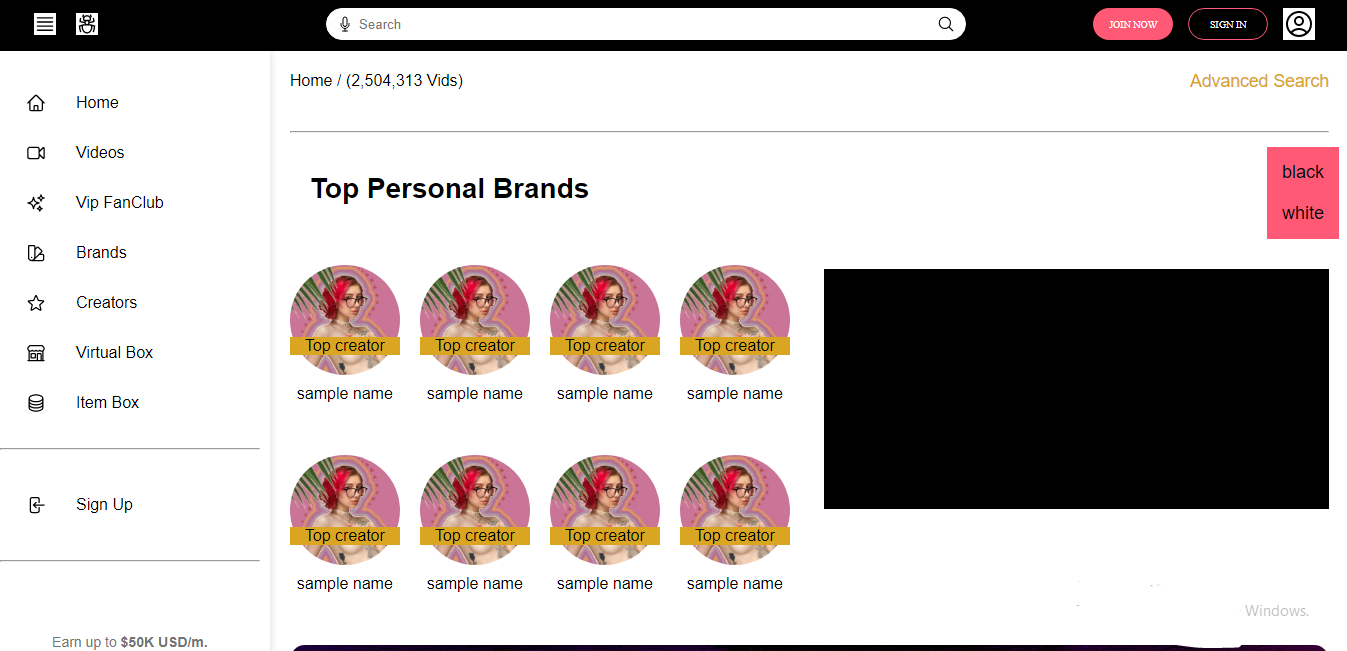 Search
JOIN NOW
SIGN IN
Home
Videos
Vip FanClub
Brands
Creators
Virtual Box
Item Box
Sign Up
Earn up to $50K USD/m.
Home / (2,504,313 Vids)
Advanced Search
Top Personal Brands
black
white
Top creator Top creator Top creator Top creator
sample name sample name sample name sample name
Top creator Top creator Top creator Top creator
sample name sample name sample name sample name
Windows.